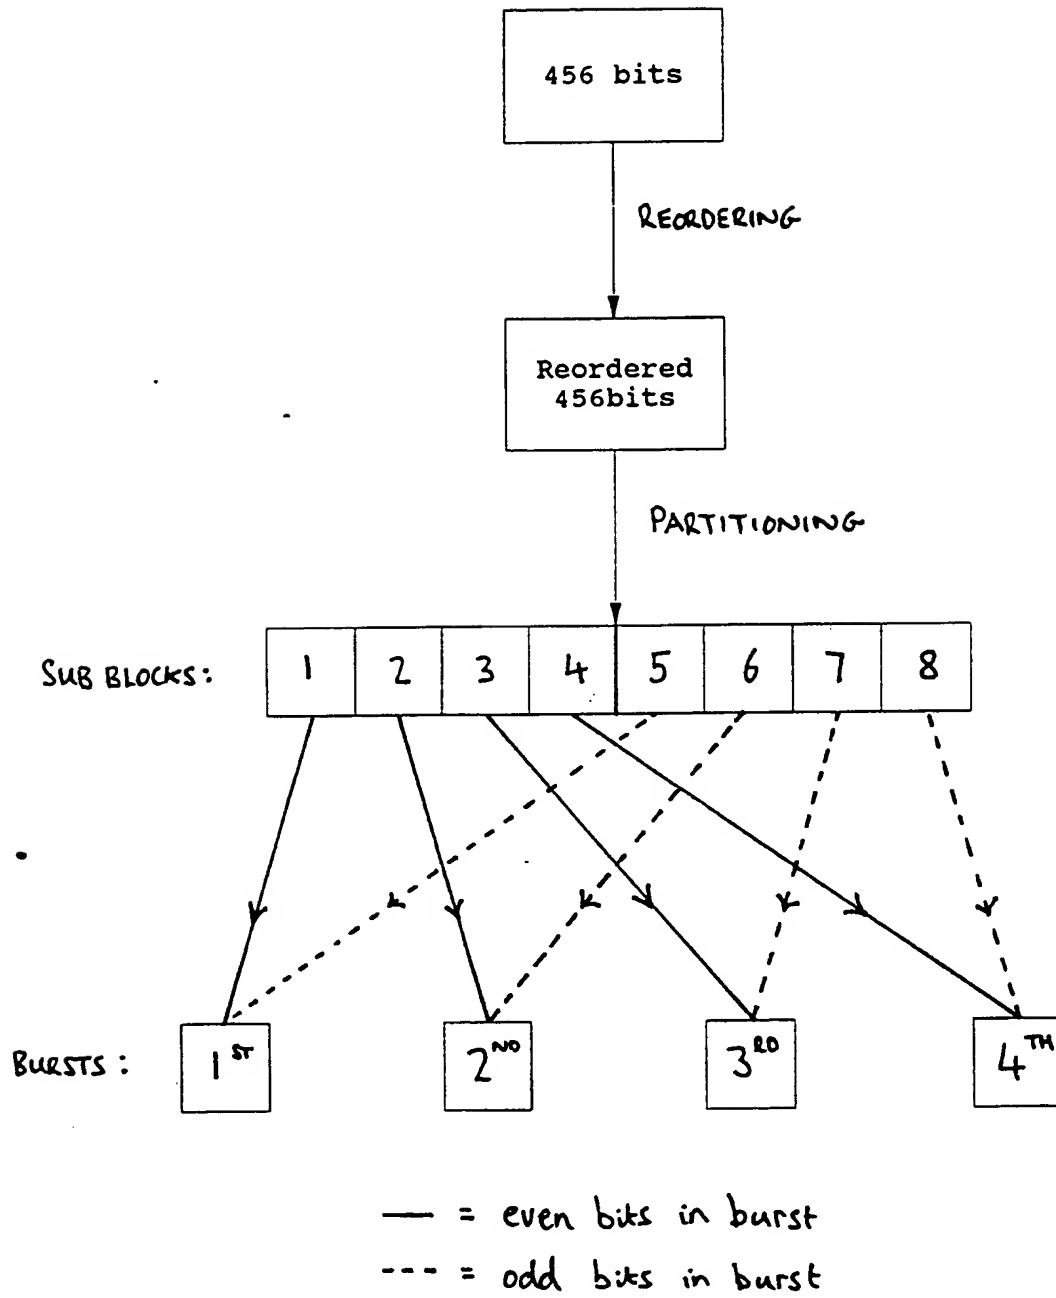 456 bits
REORDERING
Reordered
456bits
PARTITIONING
SUB BLOCKS: 1 2 3 4 5 6 7 8
BURSTS: 1ST 2ND 3RD 4TH
— = even bits in burst
--- = odd bits in burst